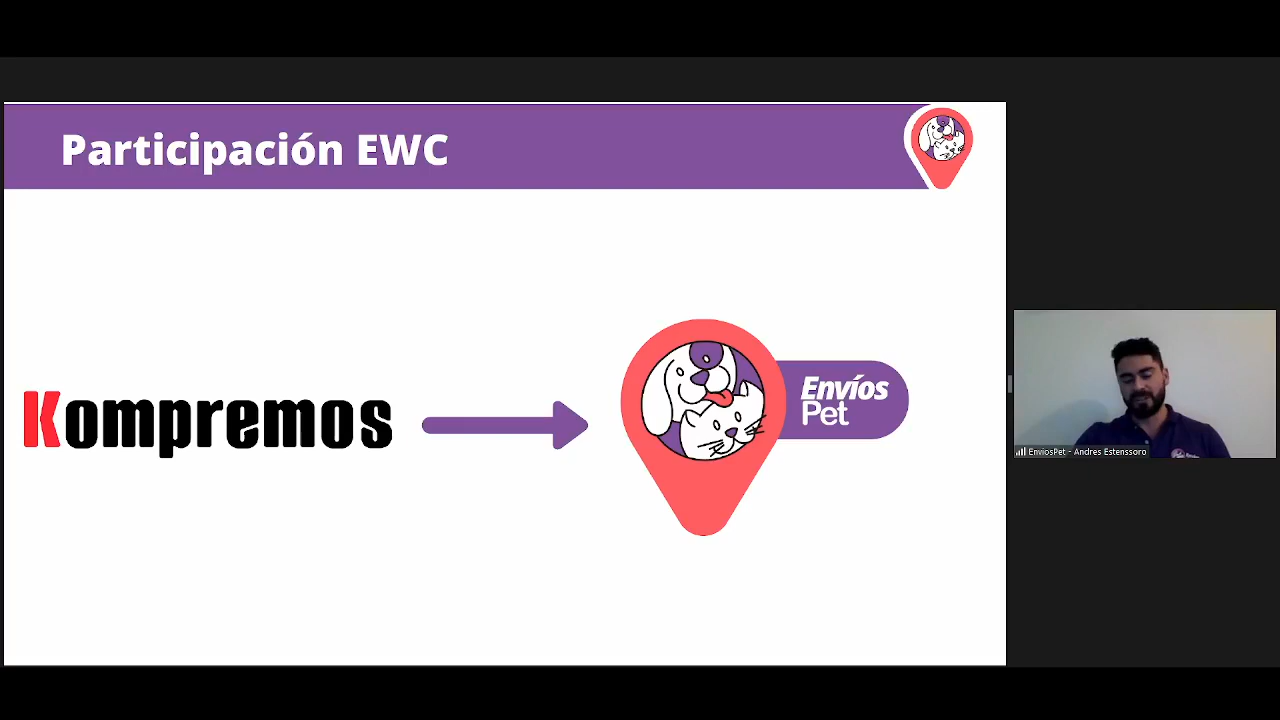 Participación EWC
Kompremos
Envíos
Pet
EnviosPet - Andres Estenssoro